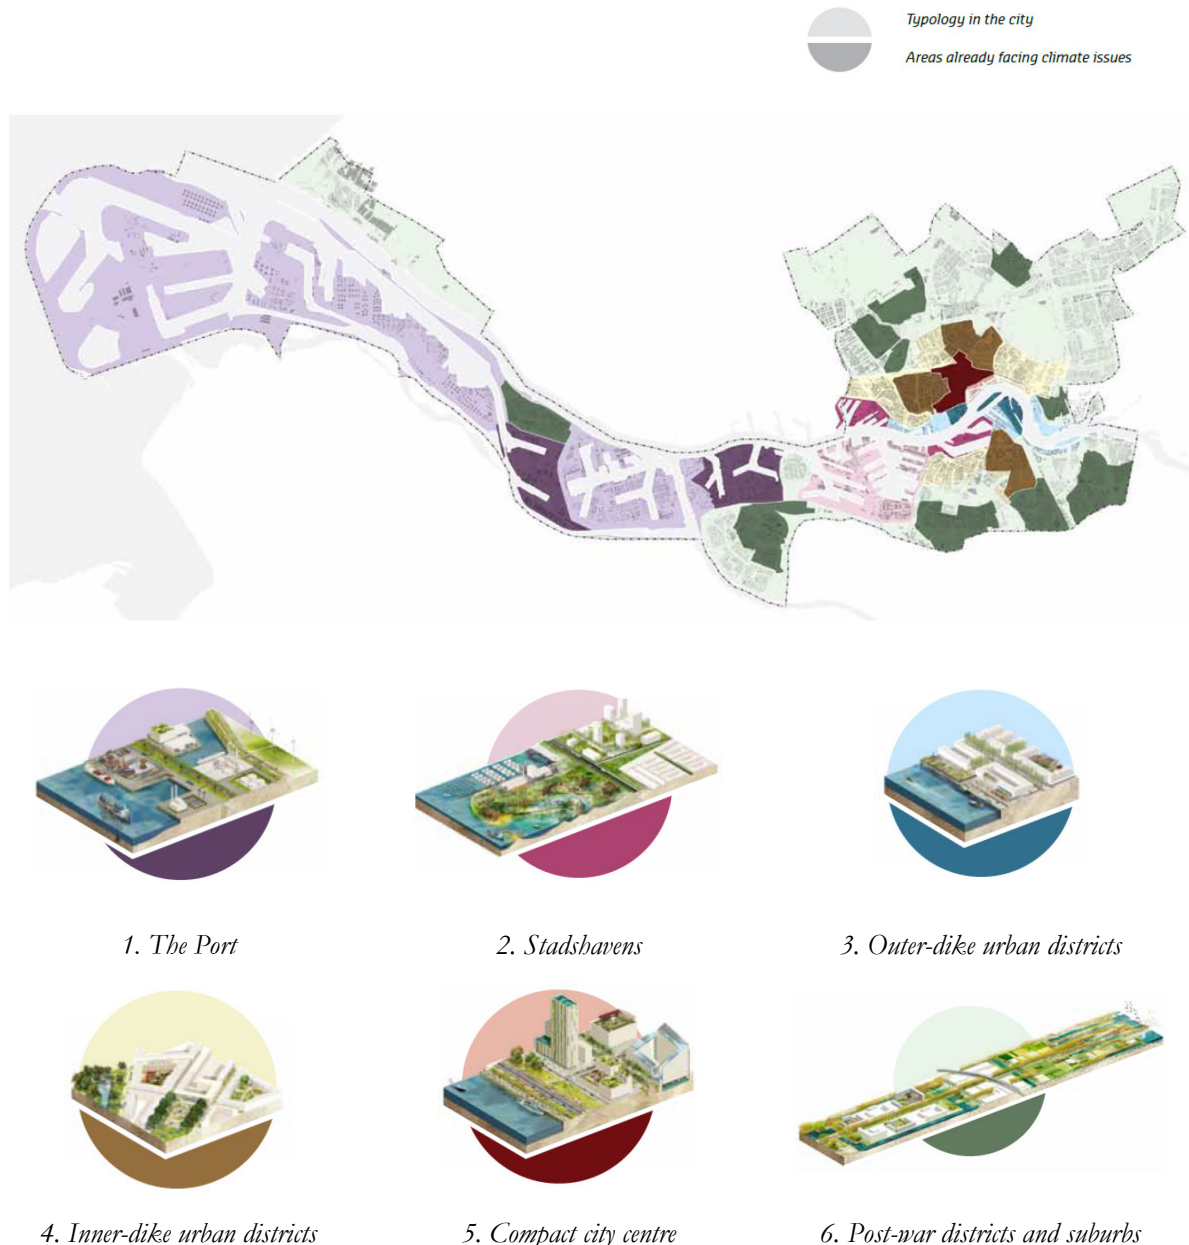 Typology in the city
Areas already facing climate issues
1. The Port
2. Stadshavens
3. Outer-dike urban districts
4. Inner-dike urban districts
5. Compact city centre
6. Post-war districts and suburbs